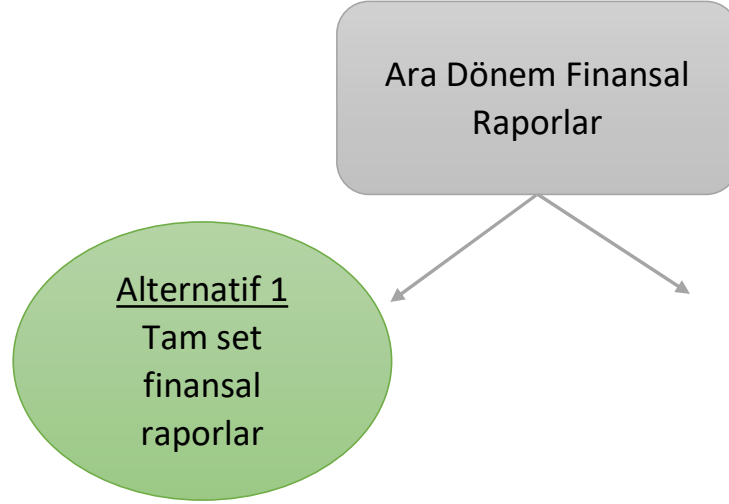 Ara Dönem Finansal
Raporlar
Alternatif 1
Tam set
finansal
raporlar